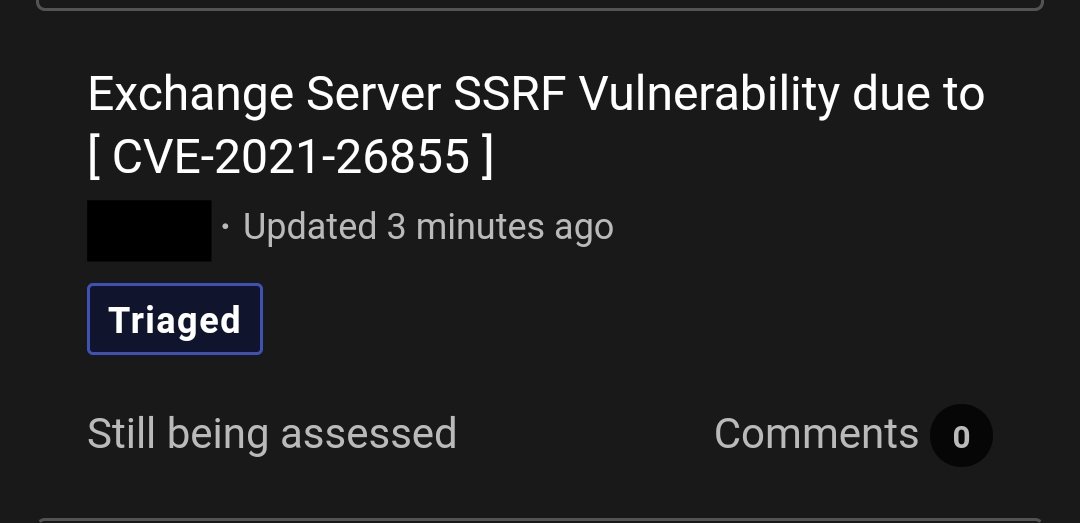 Exchange Server SSRF Vulnerability due to
[ CVE-2021-26855 ]
· Updated 3 minutes ago
Triaged
Still being assessed Comments 0